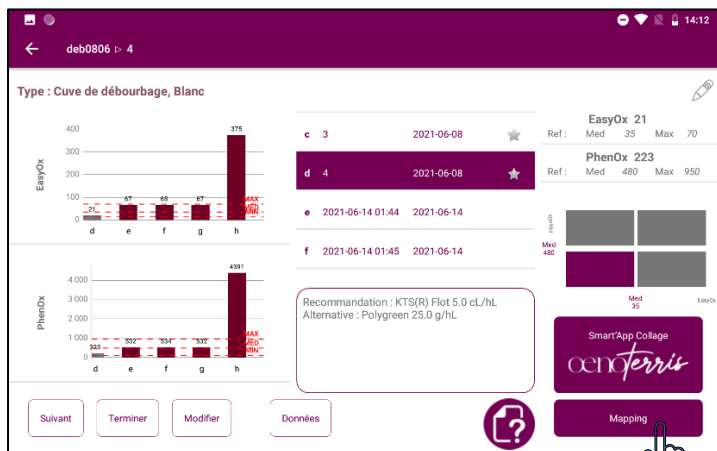 14:12
deb0806 ▷ 4
Type : Cuve de débourbage, Blanc
EasyOx
400
300
200
100
0
21
67
68
67
375
MAX
MED
MIN
d e f g h
PhenOx
4 000
3 000
2 000
1 000
0
223
532
534
532
4391
MAX
MED
MIN
d e f g h
c 3 2021-06-08
d 4 2021-06-08
e 2021-06-14 01:44 2021-06-14
f 2021-06-14 01:45 2021-06-14
Recommandation : KTS(R) Flot 5.0 cL/hL
Alternative : Polygreen 25.0 g/hL
EasyOx 21
Ref : Med 35 Max 70
PhenOx 223
Ref : Med 480 Max 950
PhenOx
Med
480
Med
35
EasyOx
Smart'App Collage
œnoterris
Mapping
Suivant
Terminer
Modifier
Données
?